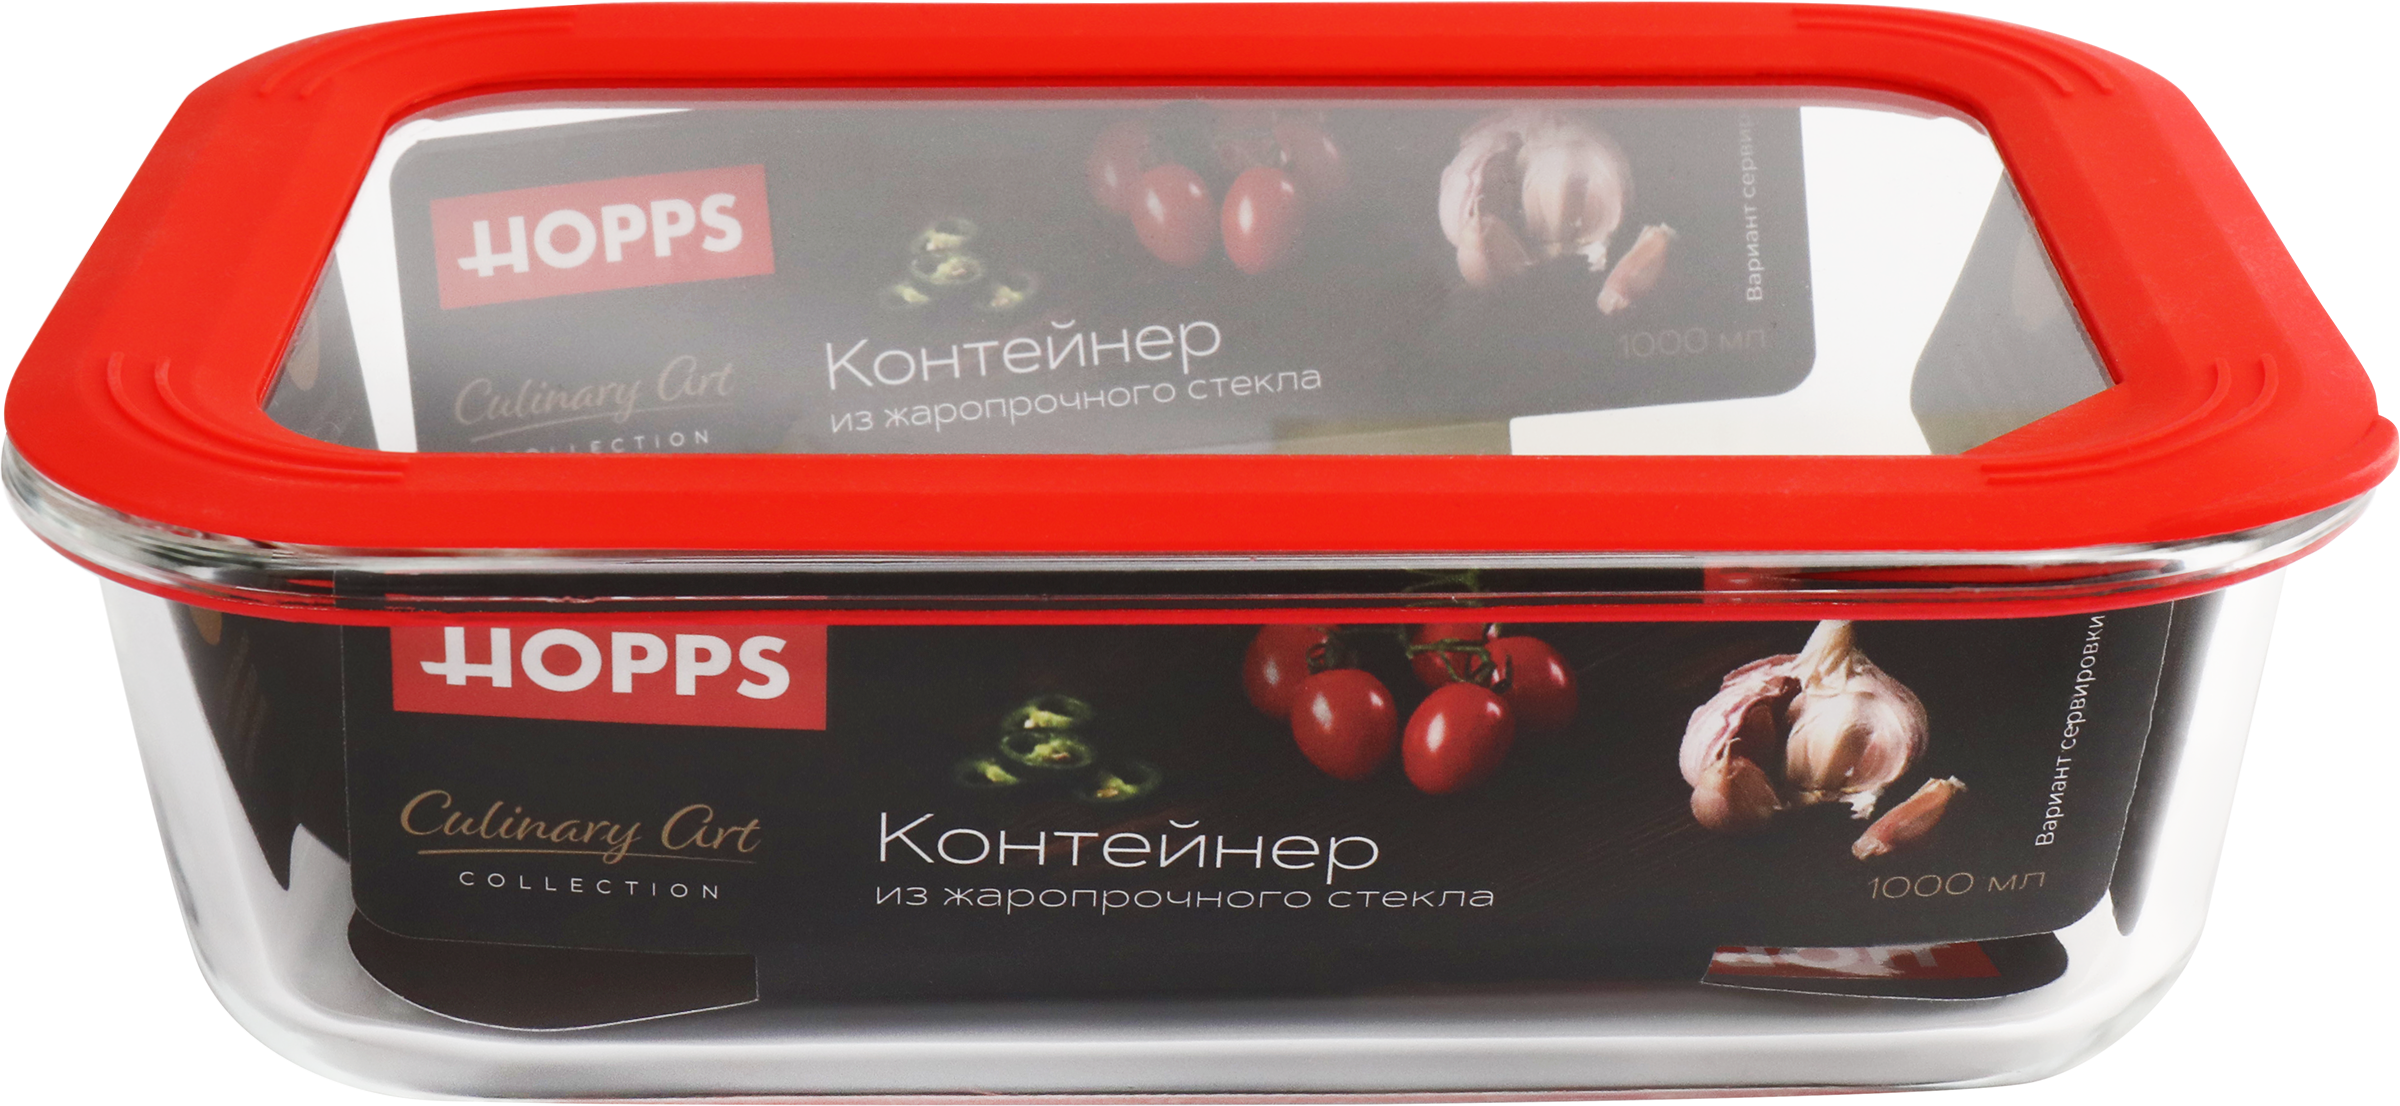 HOPPS
Culinary Art
COLLECTION
Контейнер
из жаропрочного стекла
1000 мл
Вариант серви
HOPPS
Culinary Art
COLLECTION
Контейнер
из жаропрочного стекла
1000 мл
Вариант сервировки